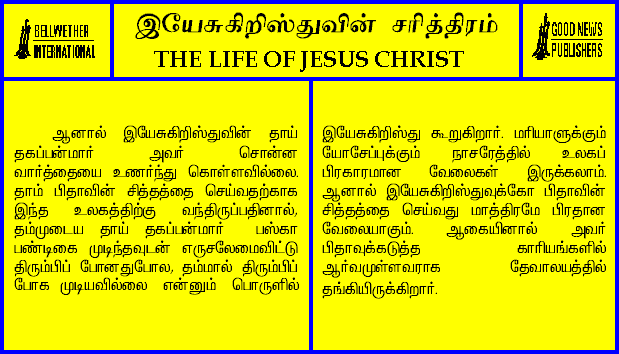 BELLWETHER
INTERNATIONAL
இயேசுகிறிஸ்துவின் சரித்திரம்
THE LIFE OF JESUS CHRIST
GOOD NEWS
PUBLISHERS
ஆனால் இயேசுகிறிஸ்துவின் தாய்
தகப்பன்மார் அவர் சொன்ன
வார்த்தையை உணர்ந்து கொள்ளவில்லை.
தாம் பிதாவின் சித்தத்தை செய்வதற்காக
இந்த உலகத்திற்கு வந்திருப்பதினால்,
தம்முடைய தாய் தகப்பன்மார் பஸ்கா
பண்டிகை முடிந்தவுடன் எருசலேமைவிட்டு
திரும்பிப் போனதுபோல, தம்மால் திரும்பிப்
போக முடியவில்லை என்னும் பொருளில்
இயேசுகிறிஸ்து கூறுகிறார். மரியாளுக்கும்
யோசேப்புக்கும் நாசரேத்தில் உலகப்
பிரகாரமான வேலைகள் இருக்கலாம்.
ஆனால் இயேசுகிறிஸ்துவுக்கோ பிதாவின்
சித்தத்தை செய்வது மாத்திரமே பிரதான
வேலையாகும். ஆகையினால் அவர்
பிதாவுக்கடுத்த காரியங்களில்
ஆர்வமுள்ளவராக தேவாலயத்தில்
தங்கியிருக்கிறார்.